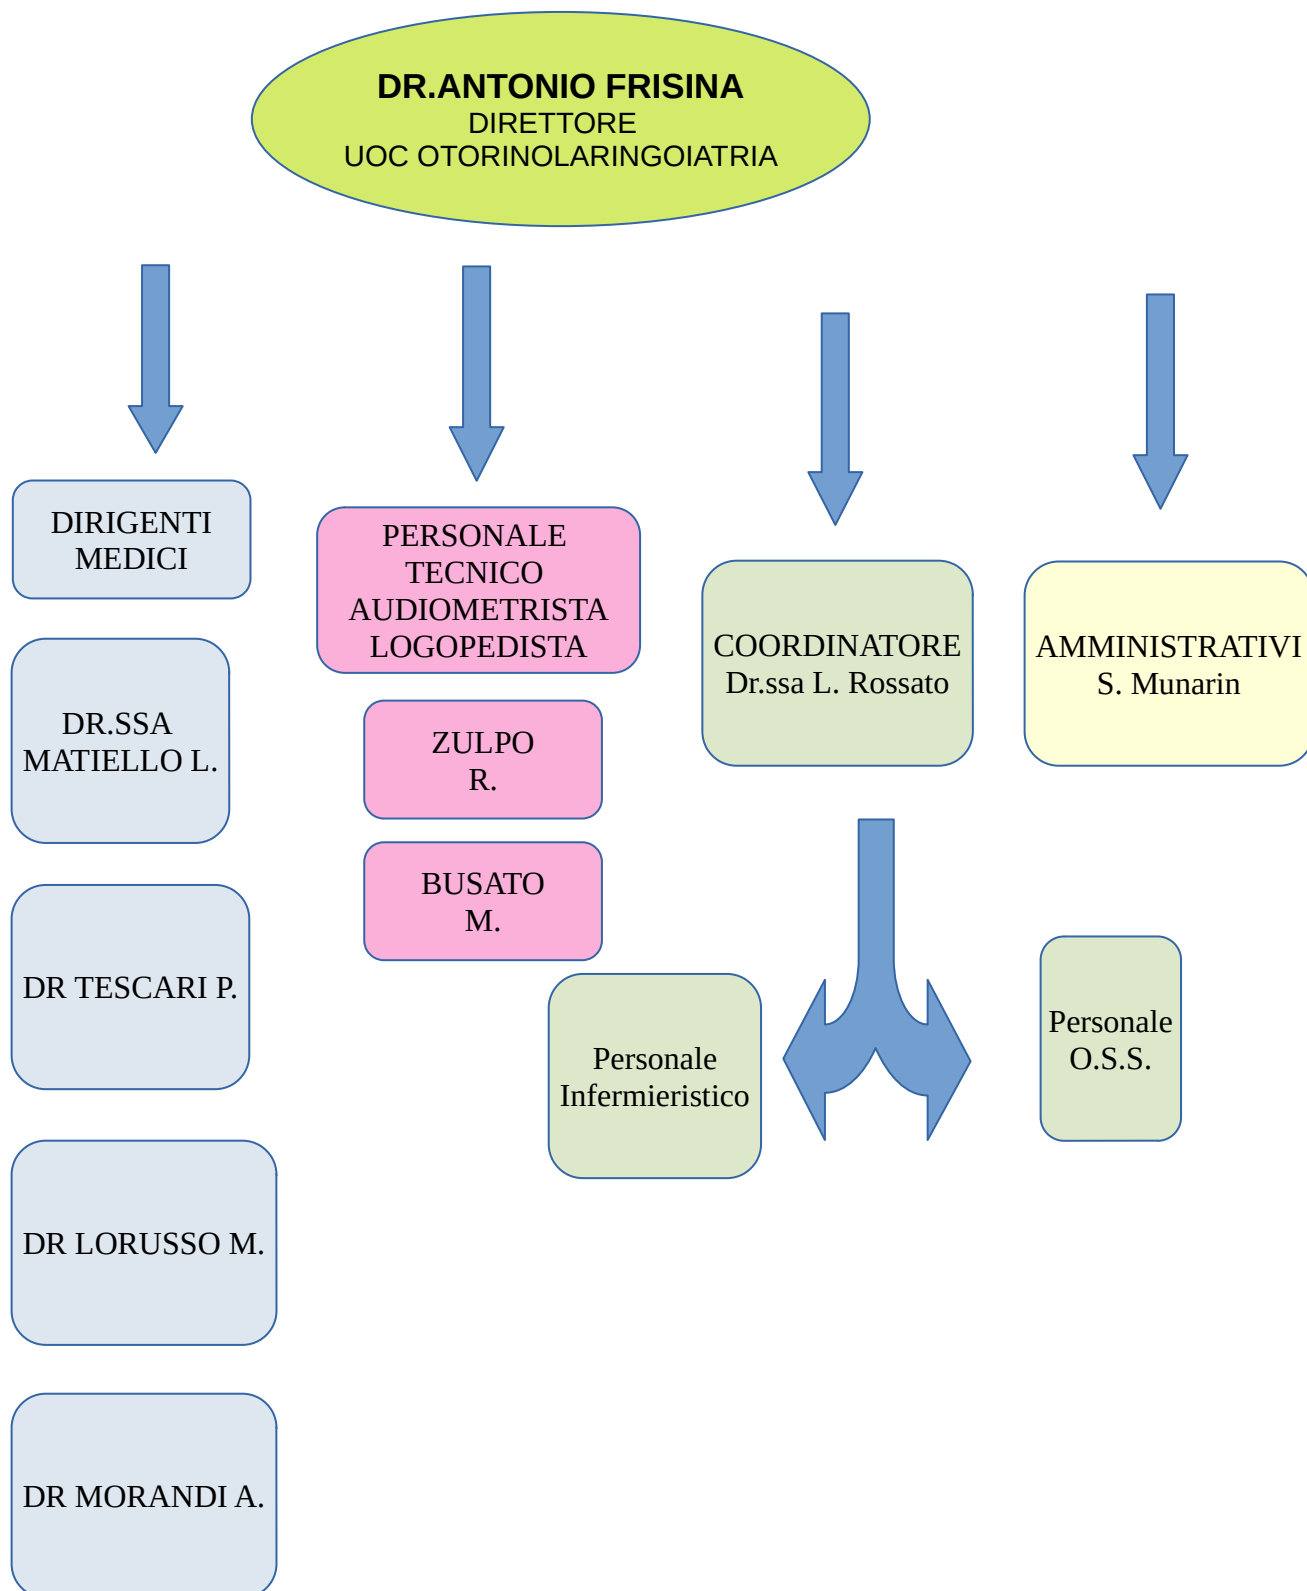 DR.ANTONIO FRISINA
DIRETTORE
UOC OTORINOLARINGOIATRIA
DIRIGENTI
MEDICI
DR.SSA
MATIELLO L.
DR TESCARI P.
DR LORUSSO M.
DR MORANDI A.
PERSONALE
TECNICO
AUDIOMETRISTA
LOGOPEDISTA
ZULPO
R.
BUSATO
M.
COORDINATORE
Dr.ssa L. Rossato
Personale
Infermieristico
Personale
O.S.S.
AMMINISTRATIVI
S. Munarin